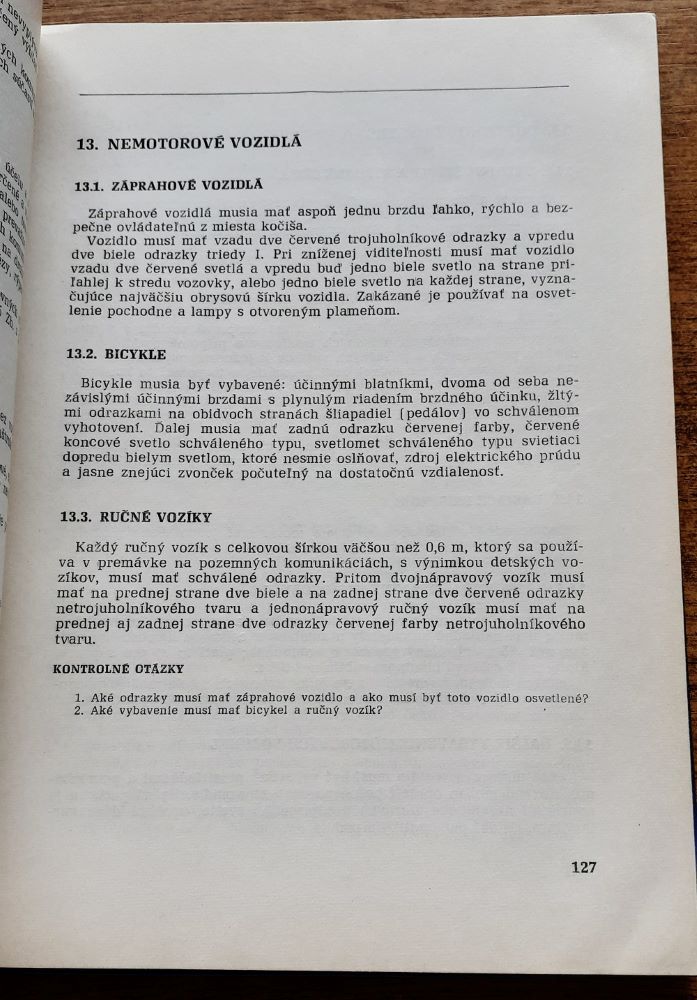 13. NEMOTOROVÉ VOZIDLÁ
13.1. ZÁPRAHOVÉ VOZIDLÁ
Záprahové vozidlá musia mať aspoň jednu brzdu ľahko, rýchlo a bez-
pečne ovládateľnú z miesta kočiša.
Vozidlo musí mať vzadu dve červené trojuholníkové odrazky a vpredu
dve biele odrazky triedy I. Pri zníženej viditeľnosti musí mať vozidlo
vzadu dve červené svetlá a vpredu buď jedno biele svetlo na strane pri-
ľahlej k stredu vozovky, alebo jedno biele svetlo na každej strane, vyzna-
čujúce najväčšiu obrysovú šírku vozidla. Zakázané je používať na osvet-
lenie pochodne a lampy s otvoreným plameňom.
13.2. BICYKLE
Bicykle musia byť vybavené: účinnými blatníkmi, dvoma od seba ne-
závislými účinnými brzdami s plynulým riadením brzdného účinku, žltý-
mi odrazkami na obidvoch stranách šliapadiel (pedálov) vo schválenom
vyhotovení. Ďalej musia mať zadnú odrazku červenej farby, červené
koncové svetlo schváleného typu, svetlomet schváleného typu svietiaci
dopredu bielym svetlom, ktoré nesmie oslňovať, zdroj elektrického prúdu
a jasne znejúci zvonček počuteľný na dostatočnú vzdialenosť.
13.3. RUČNÉ VOZÍKY
Každý ručný vozík s celkovou šírkou väčšou než 0,6 m, ktorý sa použí-
va v premávke na pozemných komunikáciách, s výnimkou detských vo-
zíkov, musí mať schválené odrazky. Pritom dvojnápravový vozík musí
mať na prednej strane dve biele a na zadnej strane dve červené odrazky
netrojuholníkového tvaru a jednonápravový ručný vozík musí mať na
prednej aj zadnej strane dve odrazky červenej farby netrojuholníkového
tvaru.
KONTROLNÉ OTÁZKY
1. Aké odrazky musí mať záprahové vozidlo a ako musí byť toto vozidlo osvetlené?
2. Aké vybavenie musí mať bicykel a ručný vozík?
127